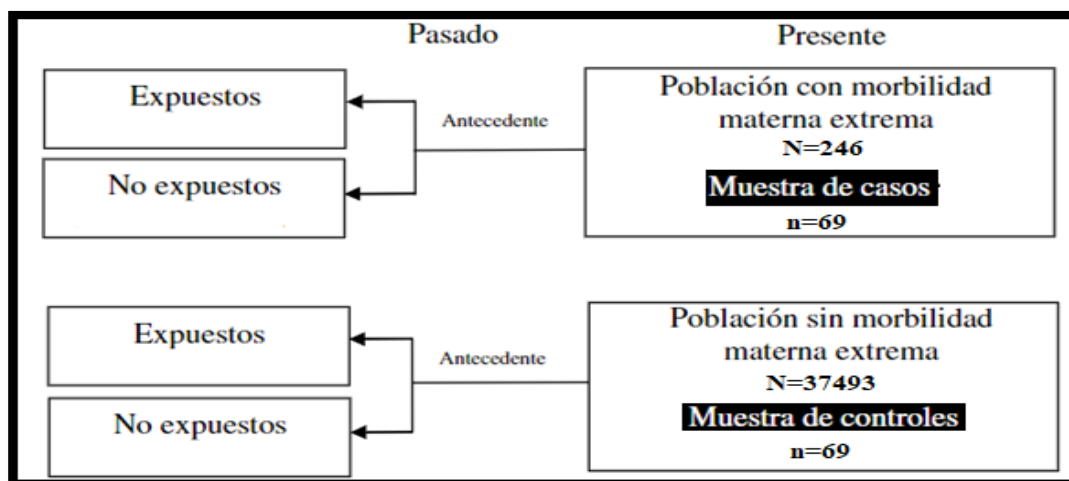 Pasado
Presente
Expuestos
No expuestos
Antecedente
Población con morbilidad
materna extrema
N=246
Muestra de casos
n=69
Expuestos
No expuestos
Antecedente
Población sin morbilidad
materna extrema
N=37493
Muestra de controles
n=69